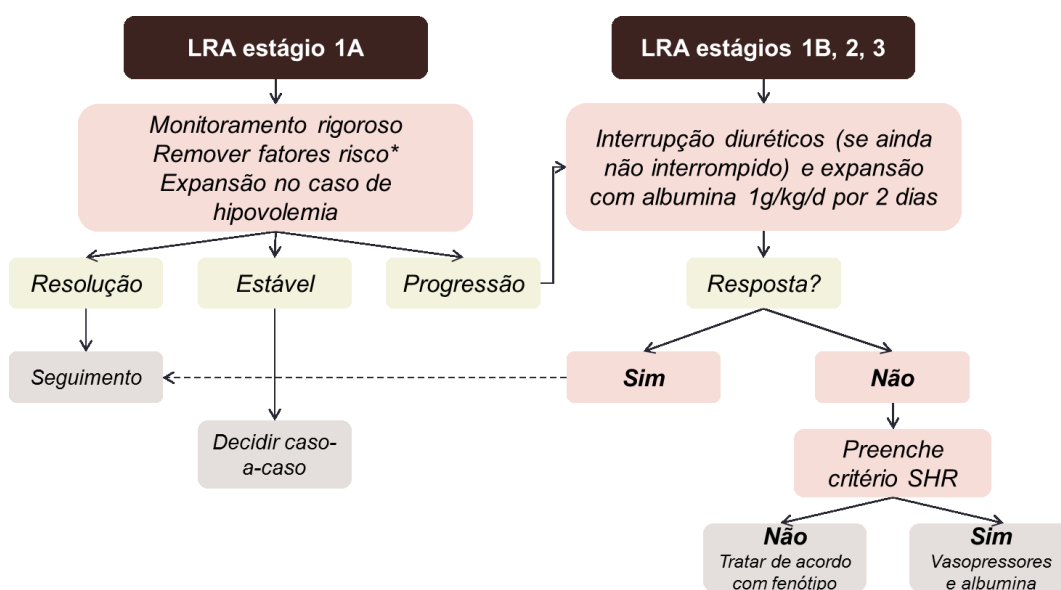 LRA estágio 1A
Monitoramento rigoroso
Remover fatores risco*
Expansão no caso de
hipovolemia
Resolução
Estável
Progressão
Seguimento
Decidir caso-
a-caso
LRA estágios 1B, 2, 3
Interrupção diuréticos (se ainda
não interrompido) e expansão
com albumina 1g/kg/d por 2 dias
Resposta?
Sim
Não
Preenche
critério SHR
Não
Tratar de acordo
com fenótipo
Sim
Vasopressores
e albumina